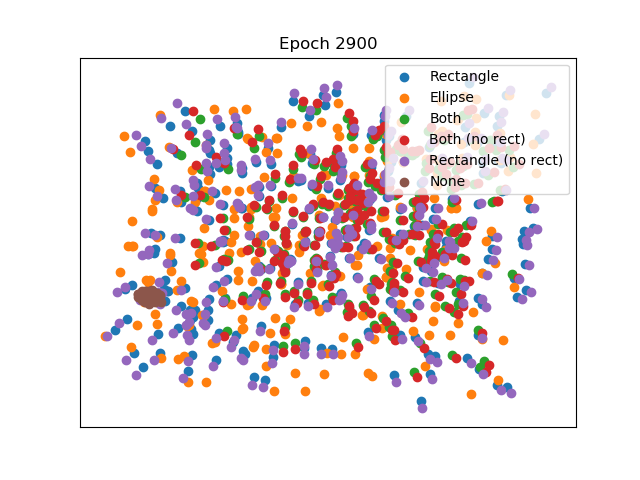 Epoch 2900
Rectangle
Ellipse
Both
Both (no rect)
Rectangle (no rect)
None